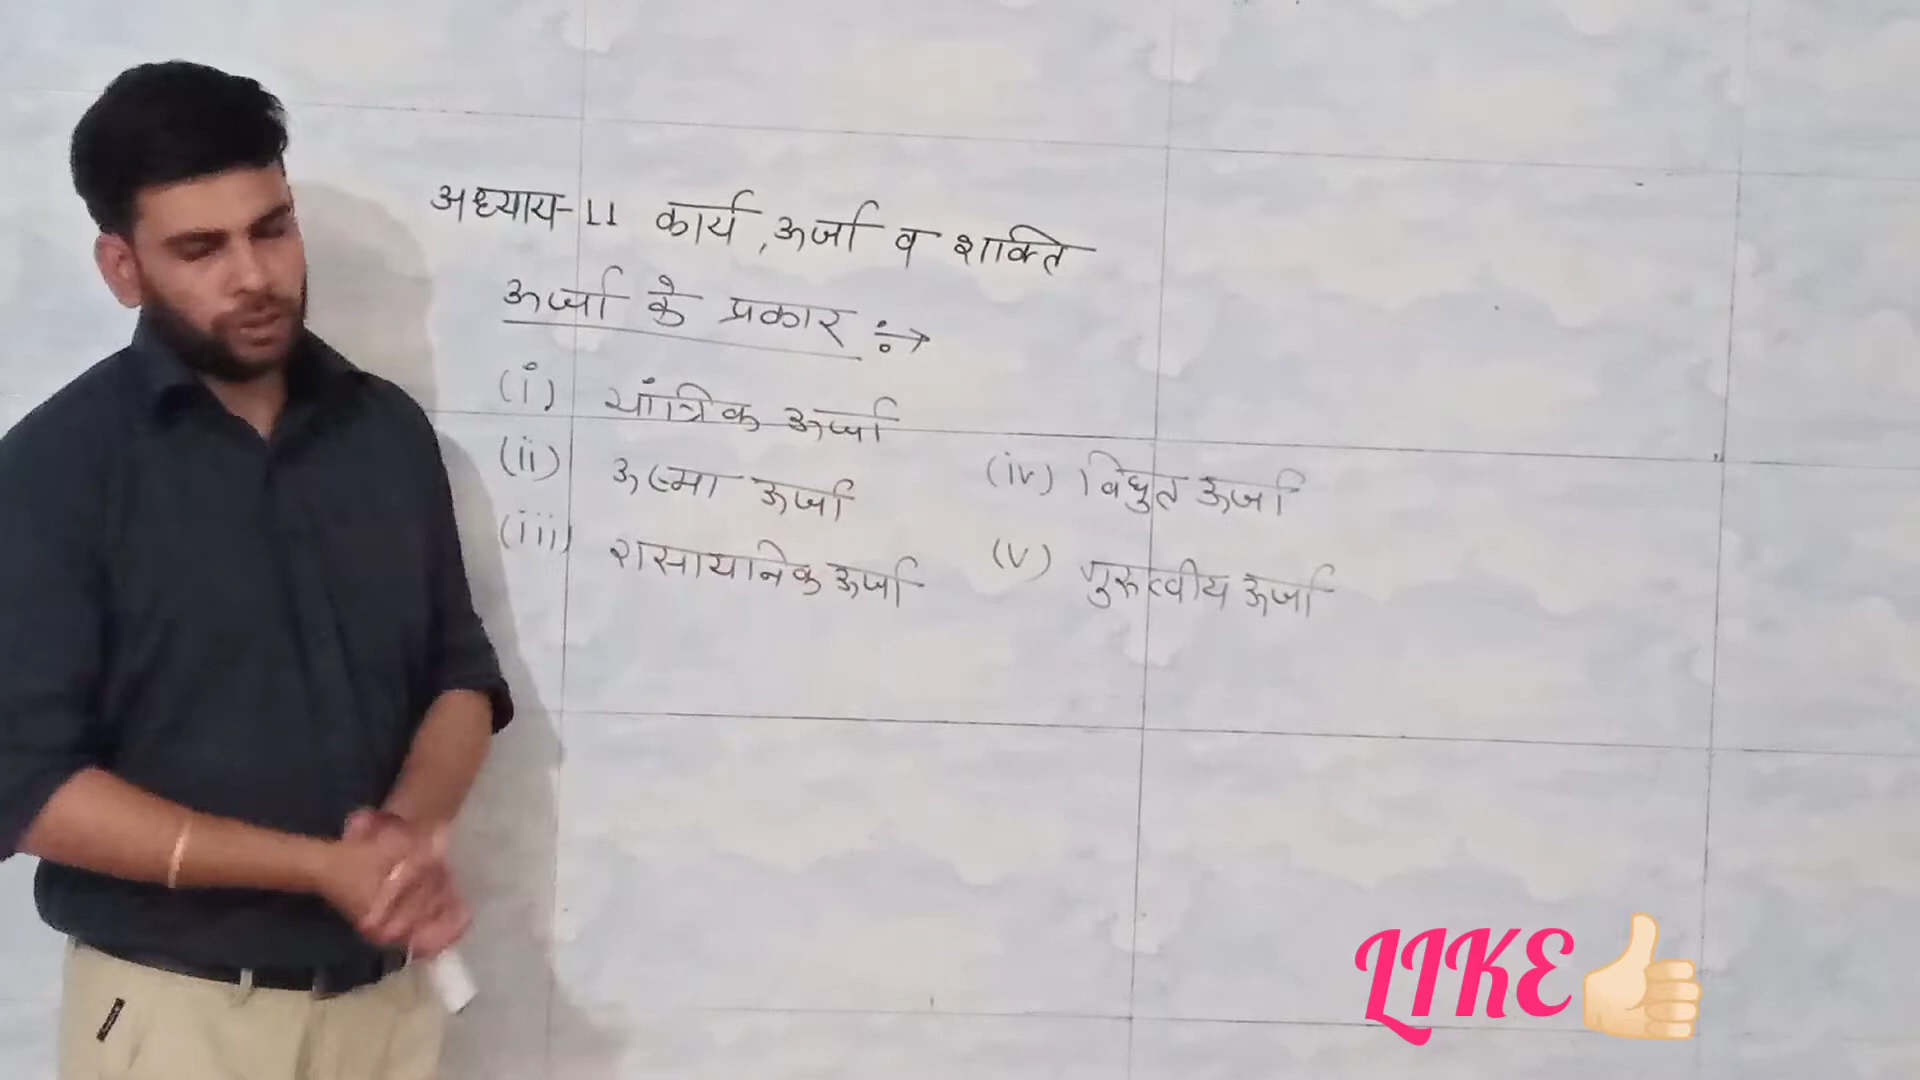 अध्याय-11 कार्य, ऊर्जा व शक्ति
ऊर्जा के प्रकार :→
(i) यांत्रिक ऊर्जा
(ii) ऊष्मा ऊर्जा
(iii) रासायनिक ऊर्जा
(iv) विधुत ऊर्जा
(v) गुरुत्वीय ऊर्जा
LIKE